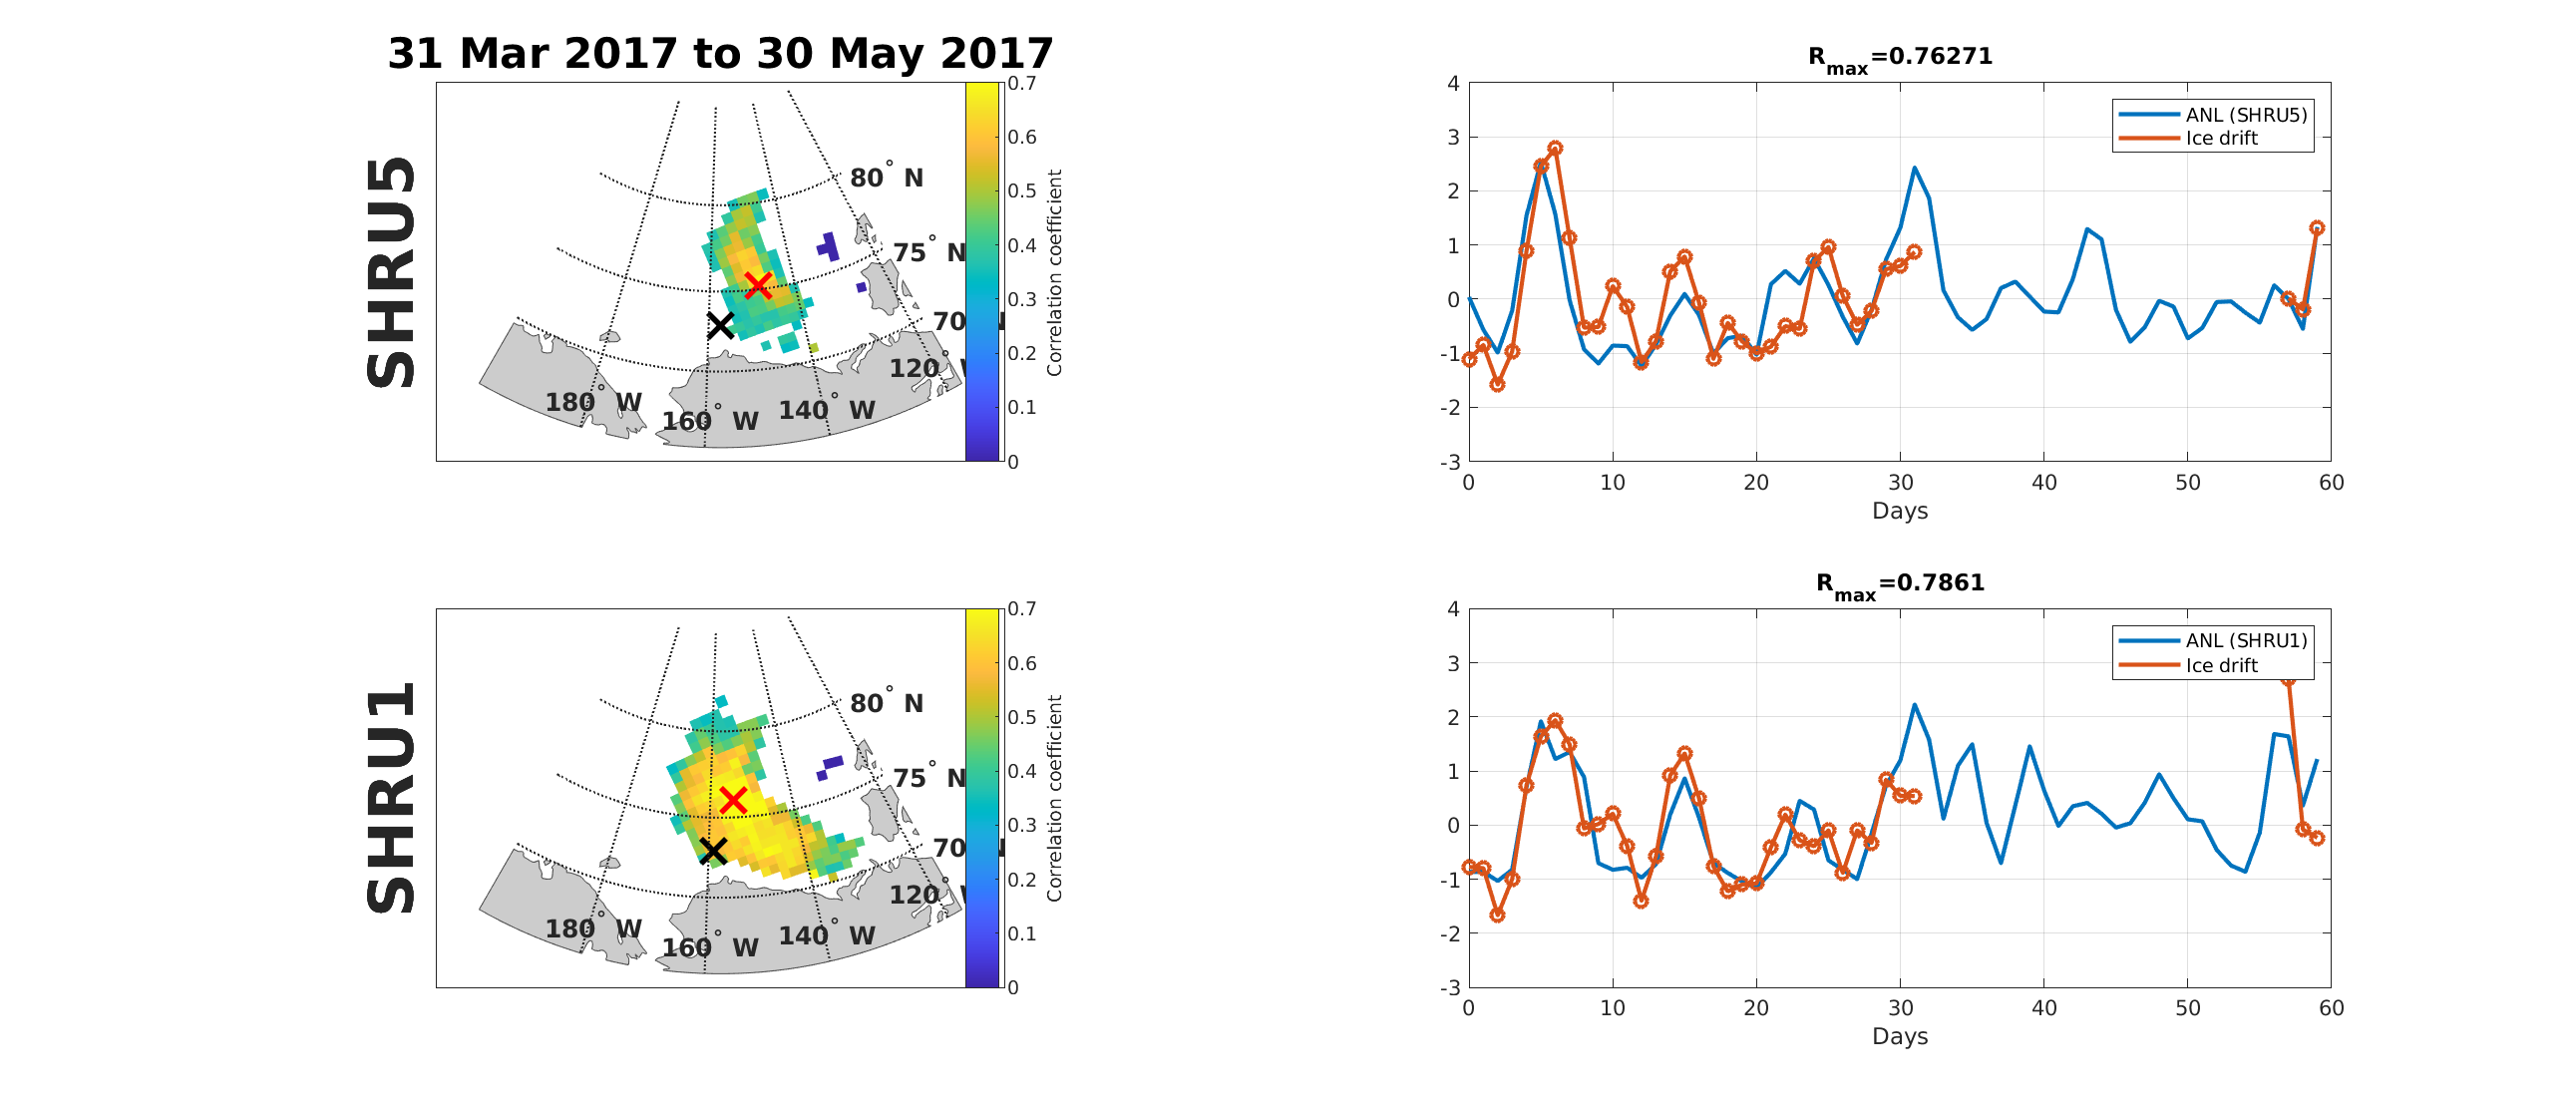 31 Mar 2017 to 30 May 2017
SHRU5
80° N
75° N
70
120°
180° W
160° W
140° W
0.7
0.6
0.5
0.4
0.3
0.2
0.1
0
Correlation coefficient
Rmax=0.76271
ANL (SHRU5)
Ice drift
4
3
2
1
0
-1
-2
-3
0 10 20 30 40 50 60
Days
SHRU1
80° N
75° N
70
120°
180° W
160° W
140° W
0.7
0.6
0.5
0.4
0.3
0.2
0.1
0
Correlation coefficient
Rmax=0.7861
ANL (SHRU1)
Ice drift
4
3
2
1
0
-1
-2
-3
0 10 20 30 40 50 60
Days